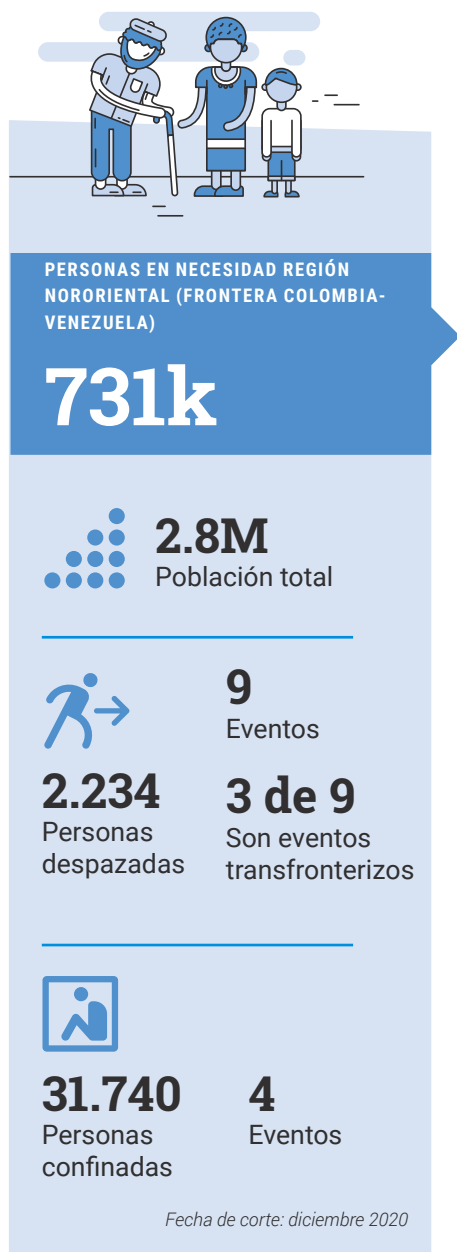 PERSONAS EN NECESIDAD REGIÓN
NORORIENTAL (FRONTERA COLOMBIA-
VENEZUELA)
731k
2.8M
Población total
9
Eventos
2.234
Personas
despazadas
3 de 9
Son eventos
transfronterizos
31.740
Personas
confinadas
4
Eventos
Fecha de corte: diciembre 2020